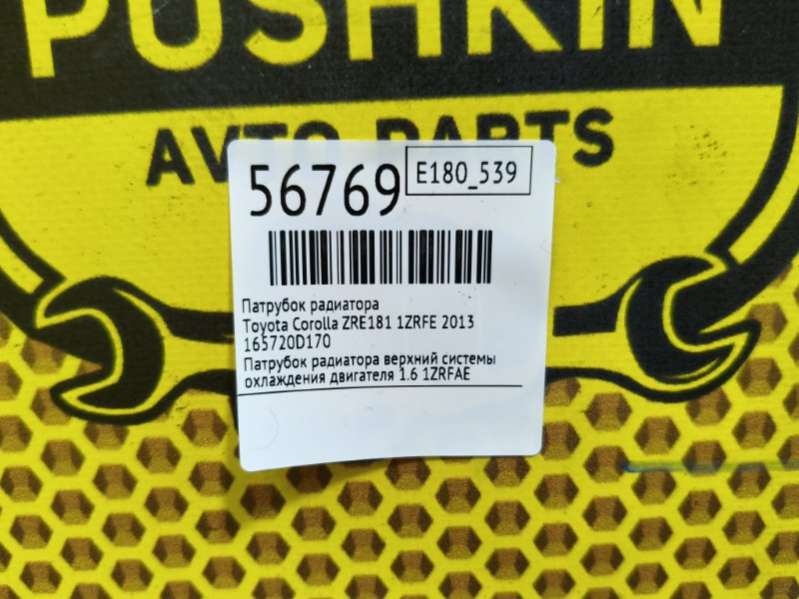 PUSHKIN
AVTO PARTS
56769
E180_539
Патрубок радиатора
Toyota Corolla ZRE181 1ZRFE 2013
165720D170
Патрубок радиатора верхний системы
охлаждения двигателя 1.6 1ZRFAE